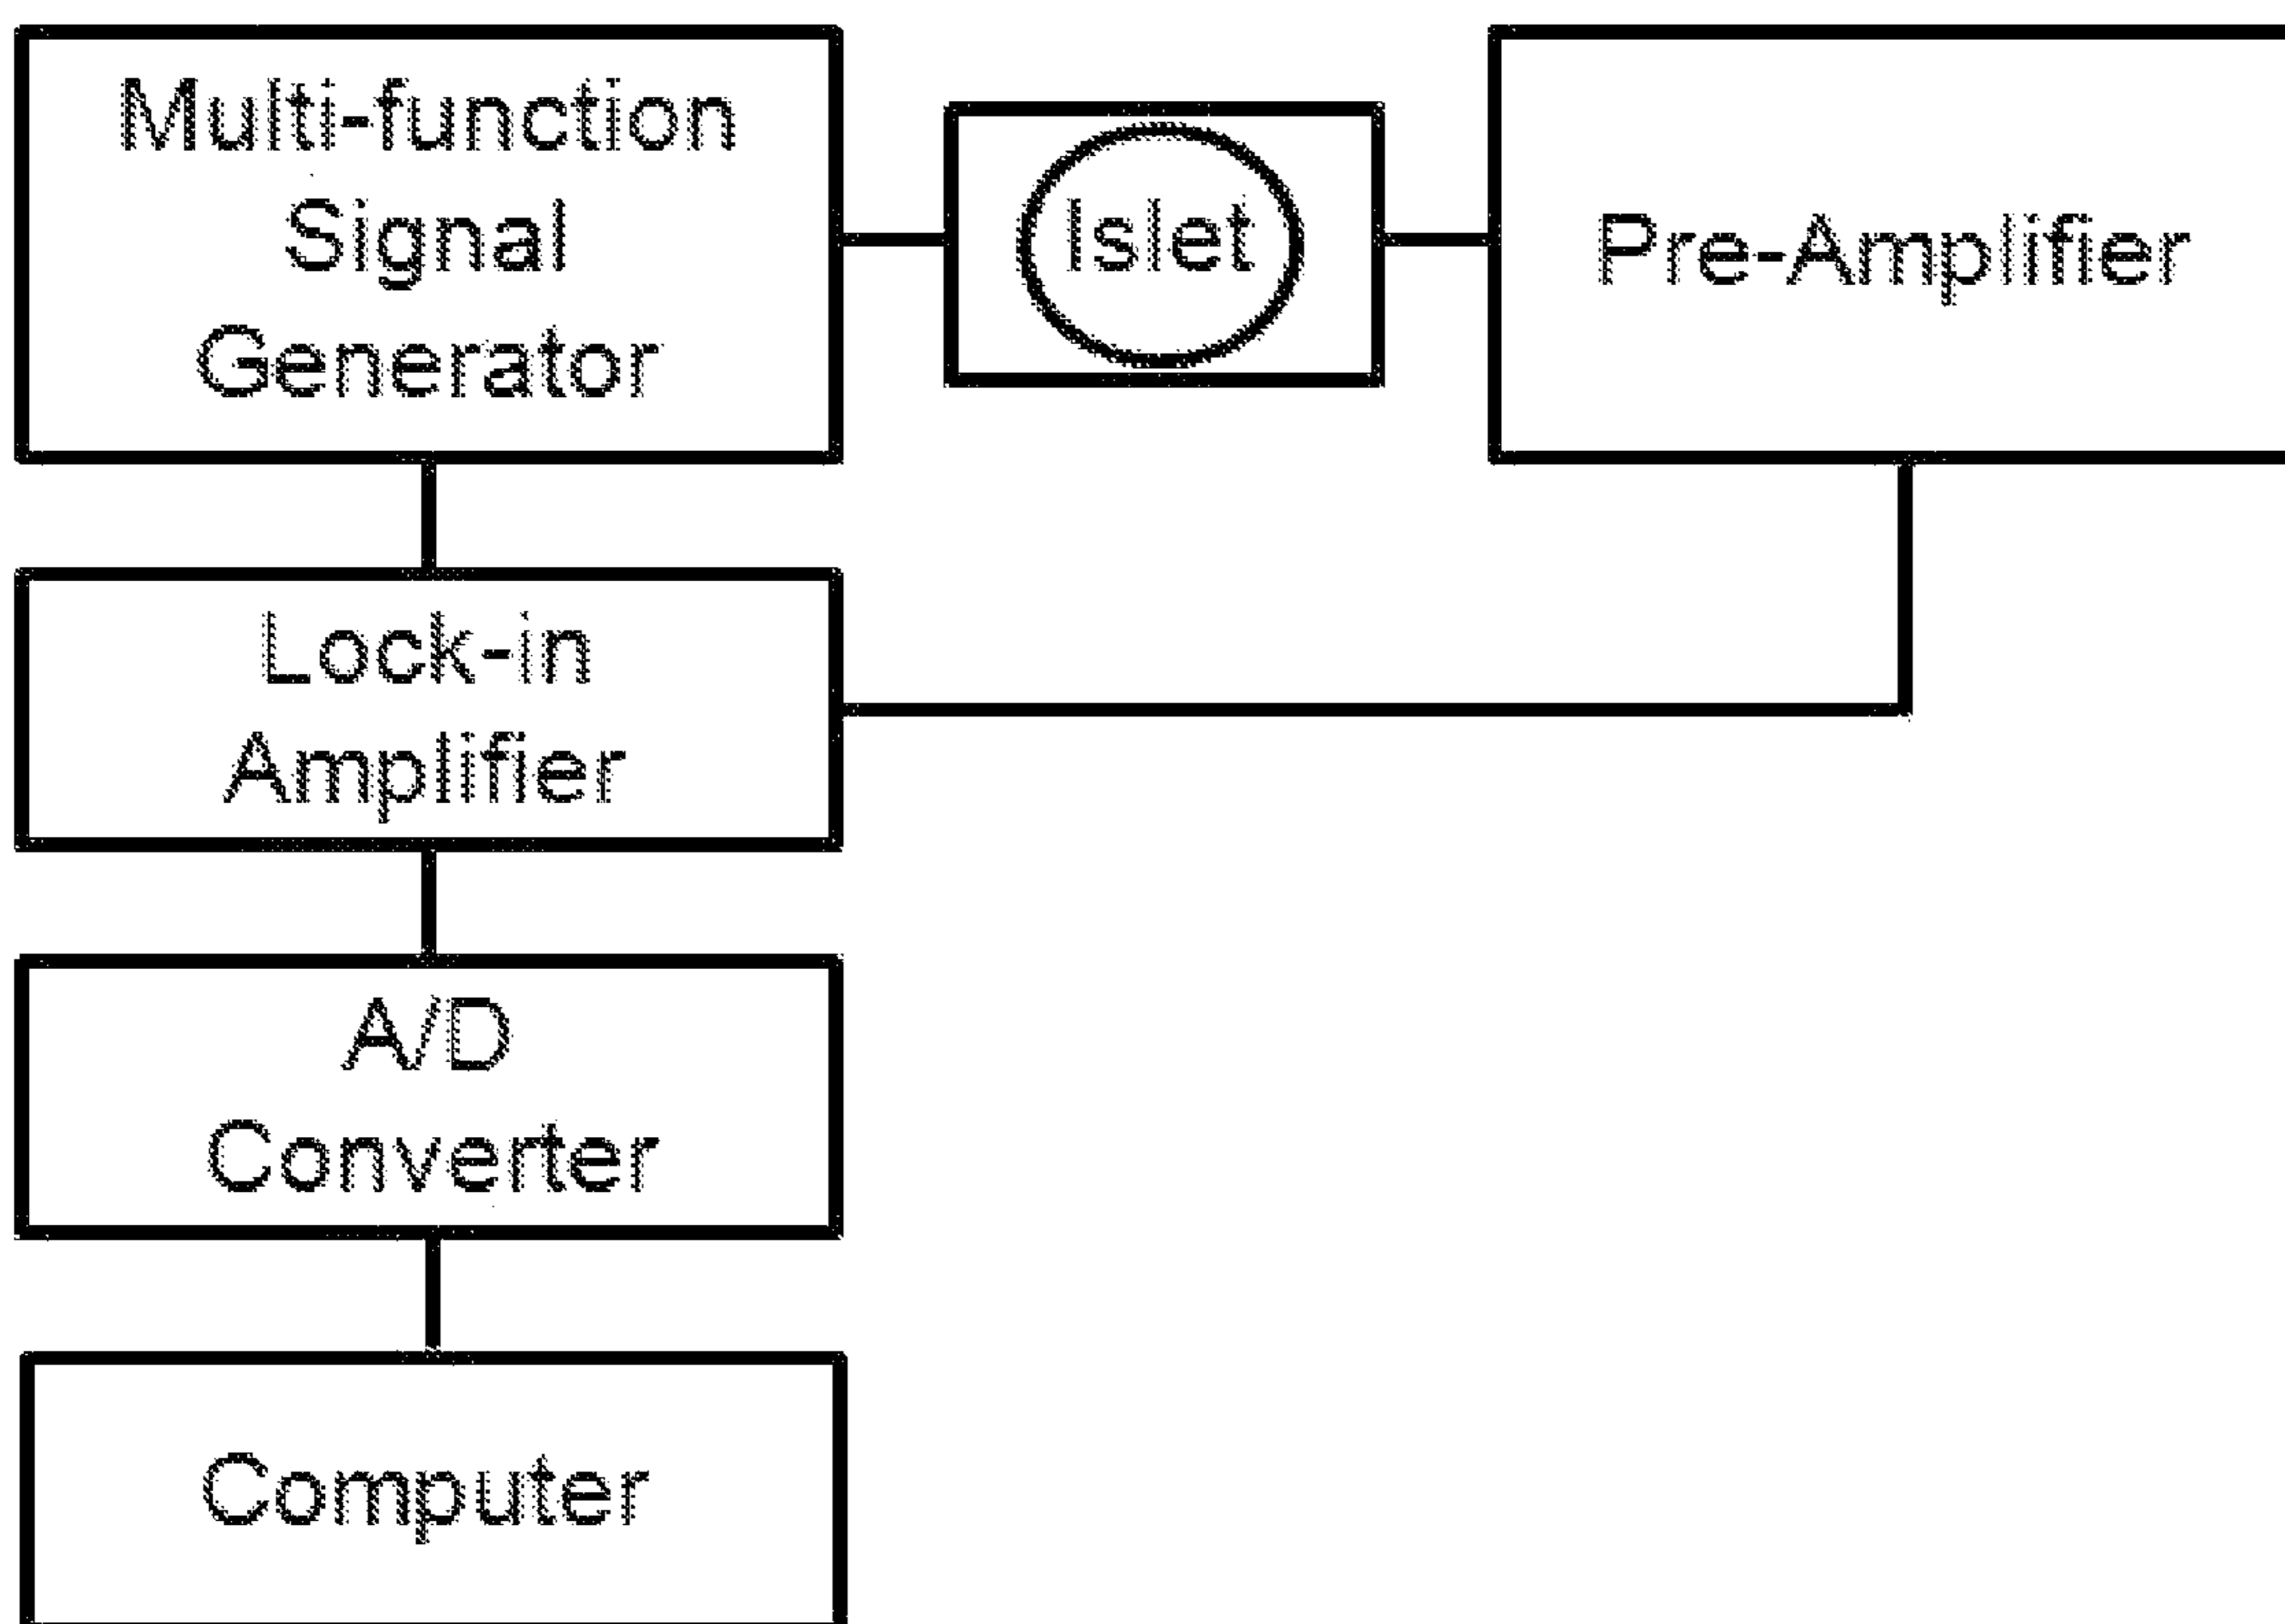 Multi-function
Signal
Generator
Islet
Pre-Amplifier
Lock-in
Amplifier
A/D
Converter
Computer